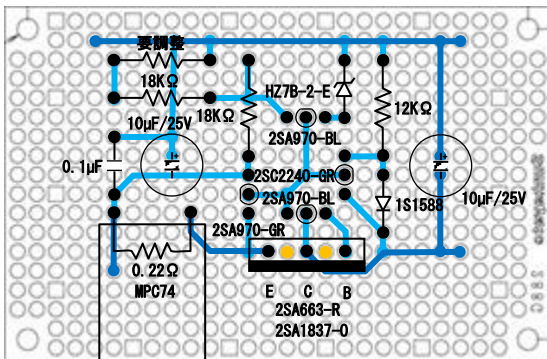 要調整
18KΩ
HZ7B-2-E
10μF/25V
18KΩ
12KΩ
2SA970-BL
0.1μF
2SC2240-GR
2SA970-BL
1S1588
10μF/25V
2SA970-GR
0.22Ω
MPC74
E C B
2SA663-R
2SA1837-O